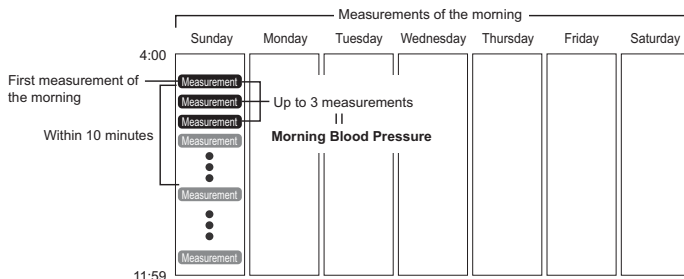 Measurements of the morning
Sunday Monday Tuesday Wednesday Thursday Friday Saturday
4:00
First measurement of
the morning
Measurement
Measurement
Up to 3 measurements
Measurement
Within 10 minutes
Morning Blood Pressure
Measurement
Measurement
Measurement
11:59